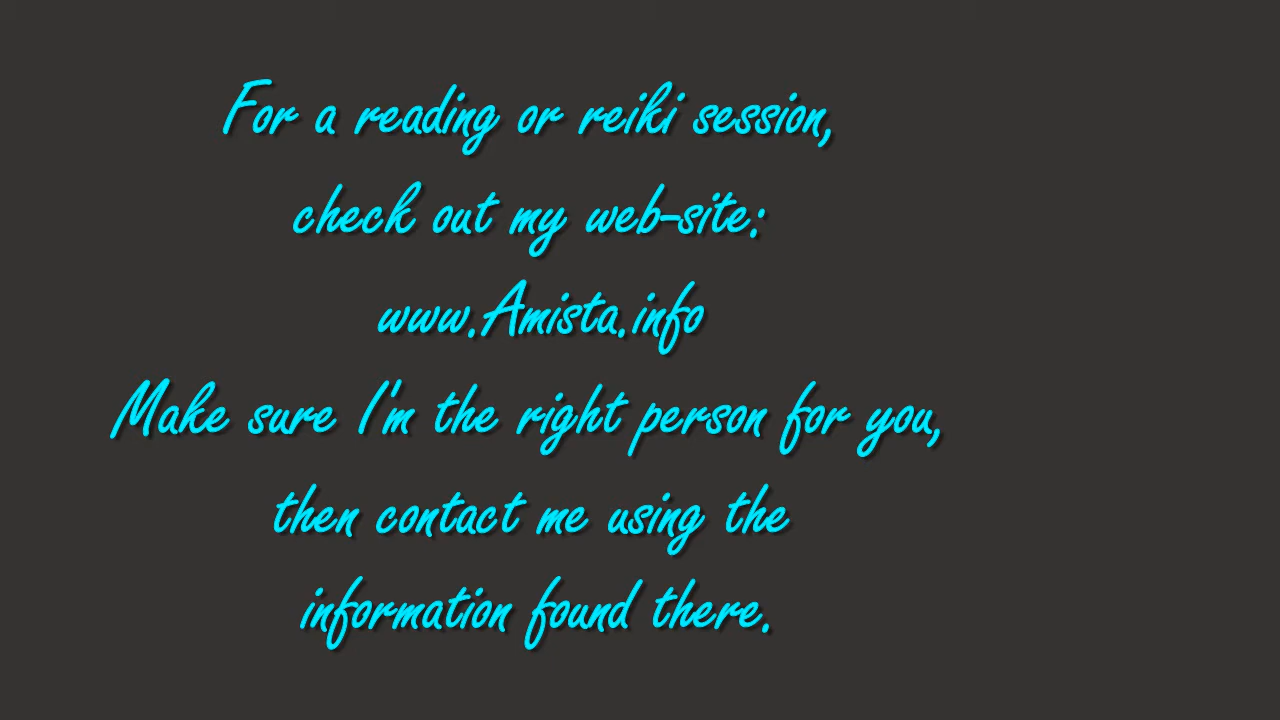 For a reading or reiki session,
check out my web-site:
www.Amista.info
Make sure I'm the right person for you,
then contact me using the
information found there.